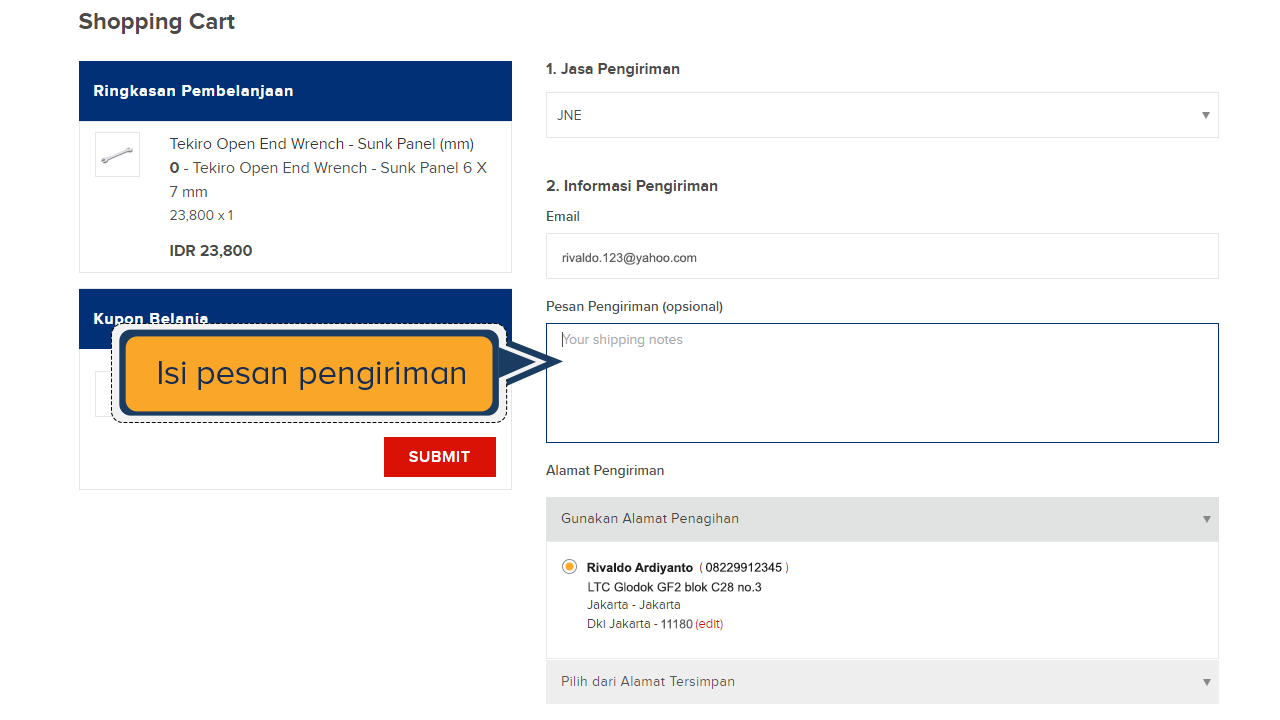 Shopping Cart
Ringkasan Pembelanjaan
Tekiro Open End Wrench - Sunk Panel (mm)
0 - Tekiro Open End Wrench - Sunk Panel 6 X
7 mm
23,800 x 1
IDR 23,800
Kupon Belanja
Isi pesan pengiriman
SUBMIT
1. Jasa Pengiriman
JNE
2. Informasi Pengiriman
Email
rivaldo.123@yahoo.com
Pesan Pengiriman (opsional)
Your shipping notes
Alamat Pengiriman
Gunakan Alamat Penagihan
Rivaldo Ardiyanto ( 08229912345 )
LTC Glodok GF2 blok C28 no.3
Jakarta - Jakarta
Dki Jakarta - 11180 (edit)
Pilih dari Alamat Tersimpan